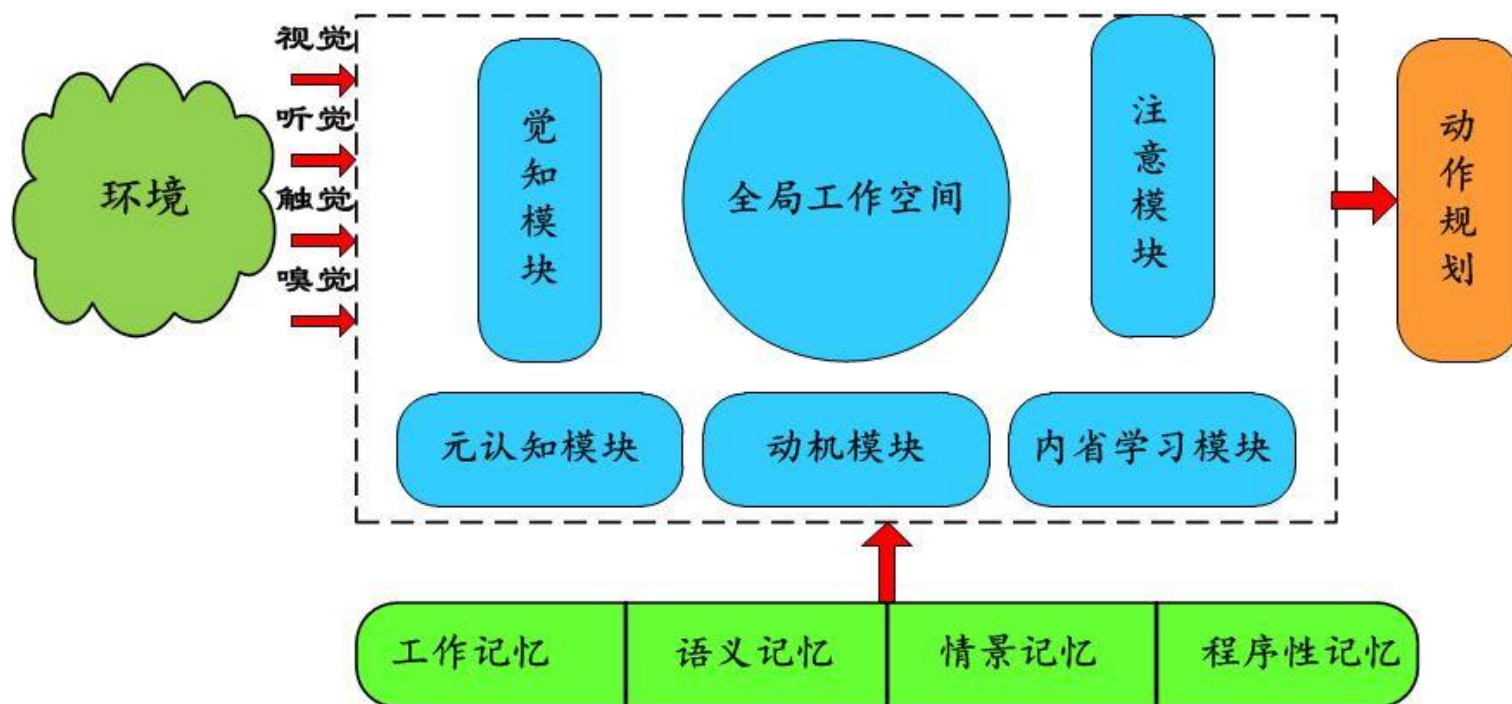 视觉
听觉
触觉
嗅觉
环境
觉知模块
全局工作空间
注意模块
动作规划
元认知模块
动机模块
内省学习模块
工作记忆
语义记忆
情景记忆
程序性记忆